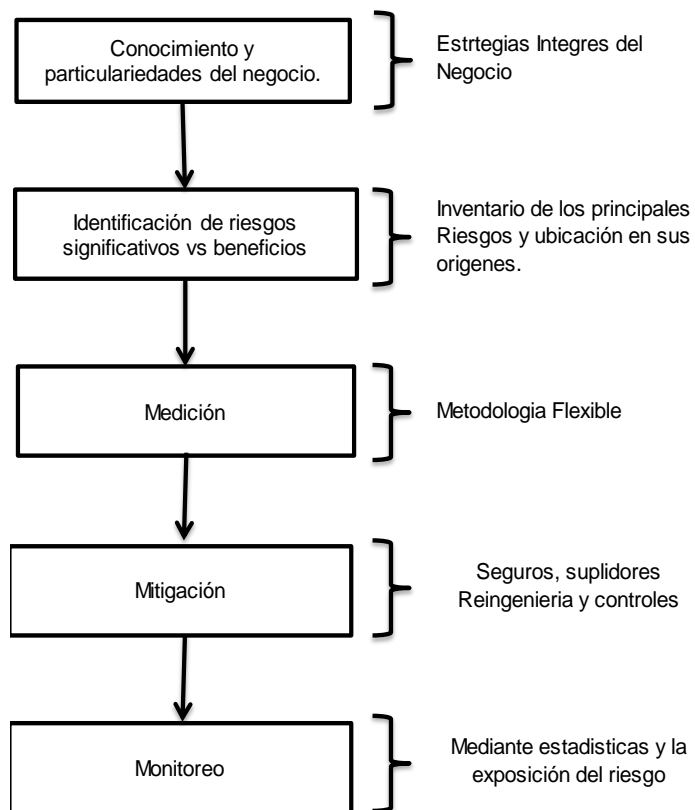 Conocimiento y
particulariedades del negocio.
Estrtegias Integres del
Negocio
Identificación de riesgos
significativos vs beneficios
Inventario de los principales
Riesgos y ubicación en sus
origenes.
Medición
Metodologia Flexible
Mitigación
Seguros, suplidores
Reingenieria y controles
Monitoreo
Mediante estadisticas y la
exposición del riesgo